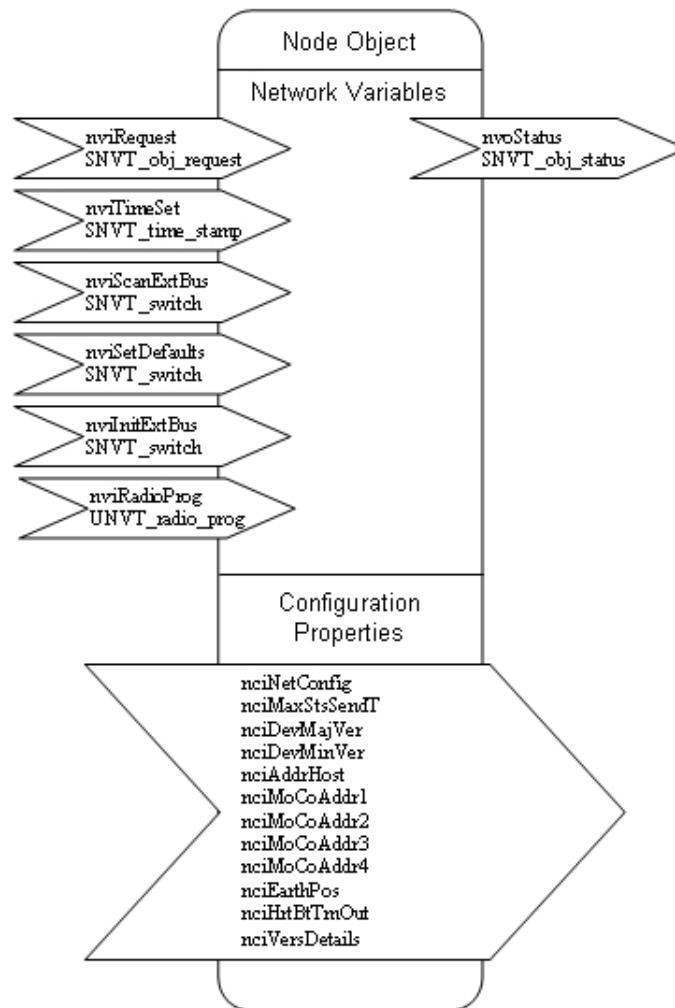 Node Object
Network Variables
nviRequest
SNVT_obj_request
nvoStatus
SNVT_obj_status
nviTimeSet
SNVT_time_stamp
nviScanExtBus
SNVT_switch
nviSetDefaults
SNVT_switch
nviInitExtBus
SNVT_switch
nviRadioProg
UNVT_radio_prog
Configuration
Properties
nciNetConfig
nciMaxStsSendT
nciDevMajVer
nciDevMinVer
nciAddrHost
nciMoCoAddr1
nciMoCoAddr2
nciMoCoAddr3
nciMoCoAddr4
nciEarthPos
nciHrtBtTmOut
nciVersDetails